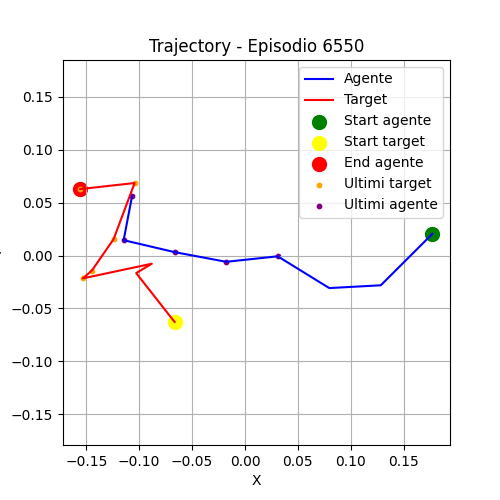 Trajectory - Episodio 6550
Agente
Target
Start agente
Start target
End agente
Ultimi target
Ultimi agente
0.15
0.10
0.05
0.00
−0.05
−0.10
−0.15
−0.15
−0.10
−0.05
0.00
0.05
0.10
0.15
X